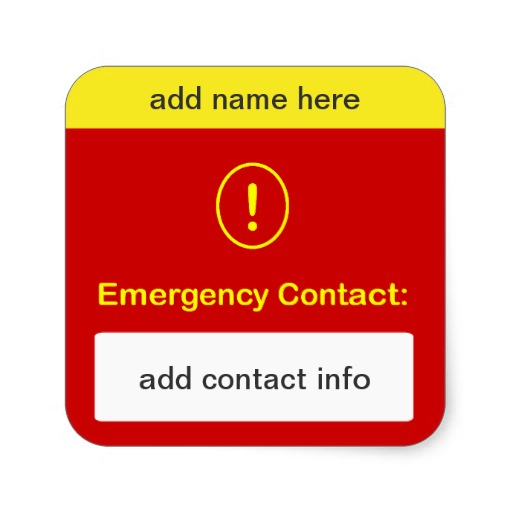 add name here
!
Emergency Contact:
add contact info